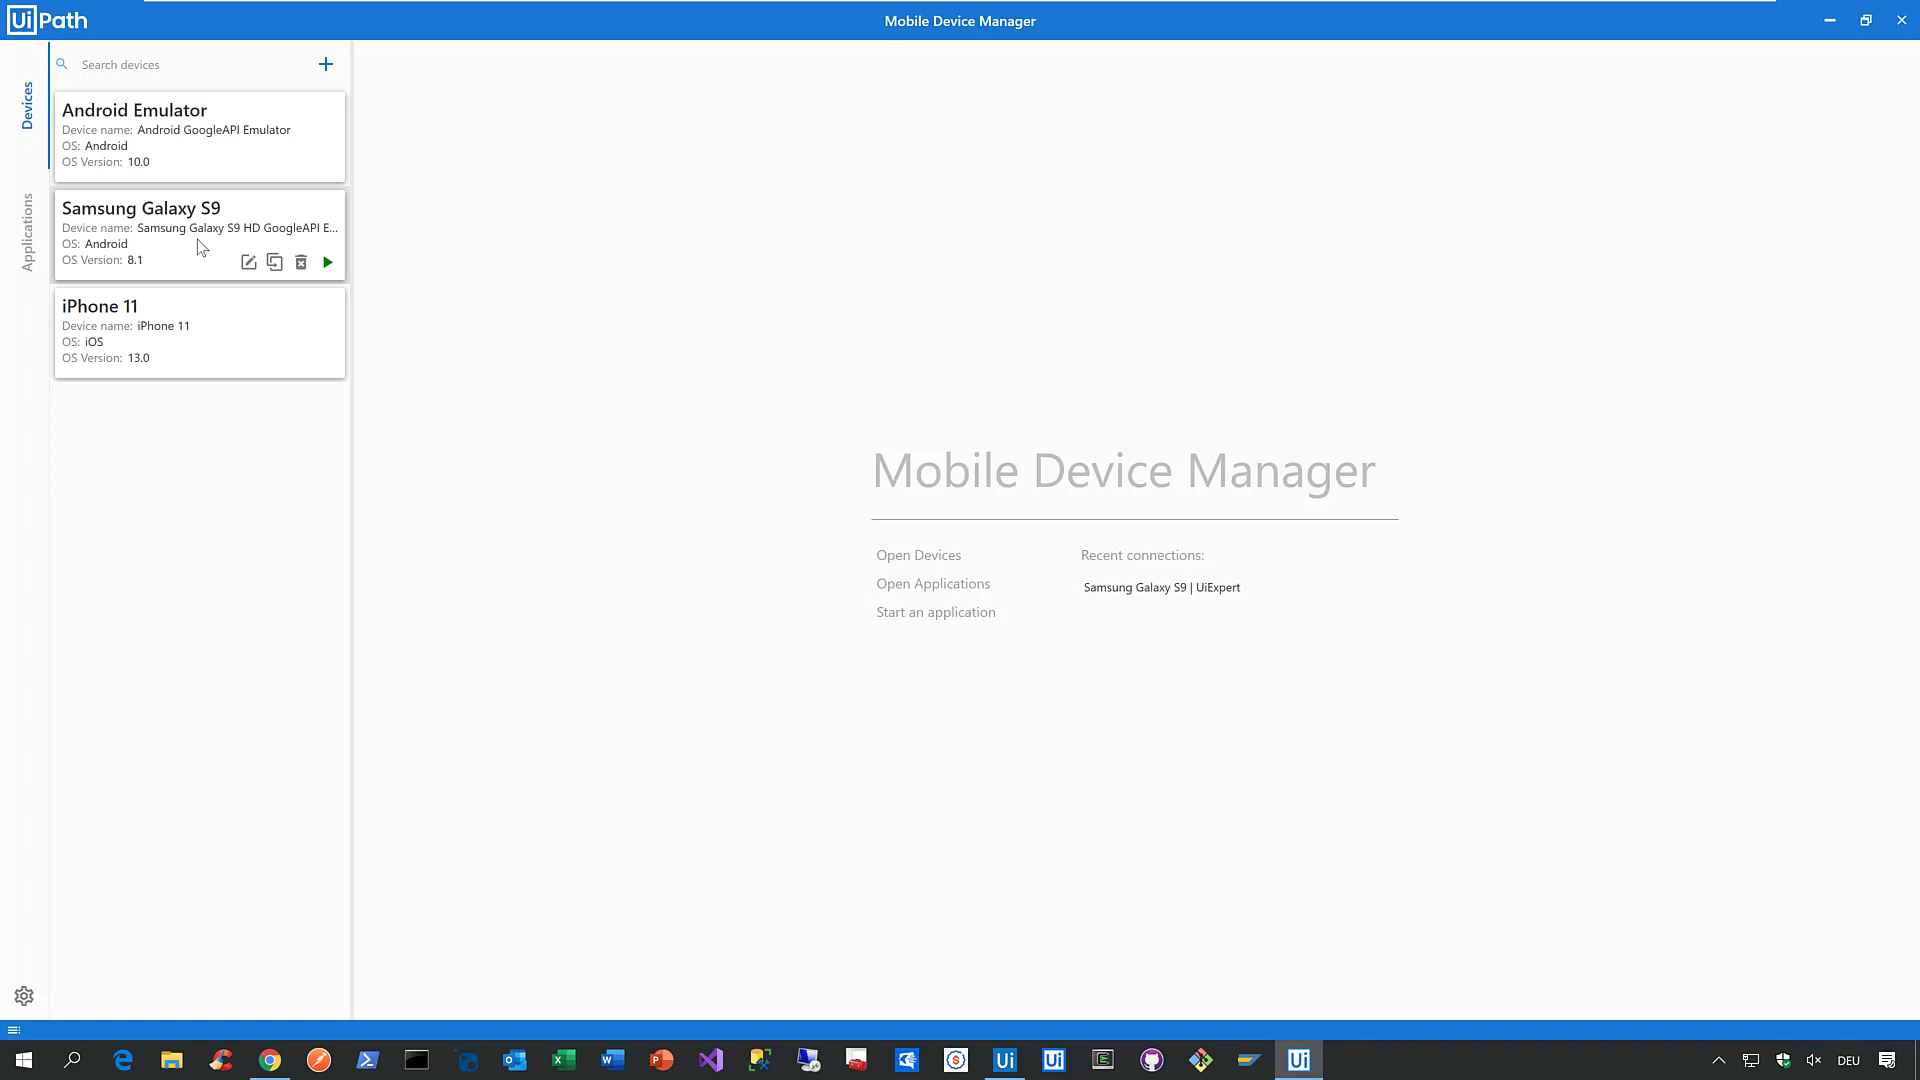 UiPath
Mobile Device Manager
Search devices
Devices
Applications
Android Emulator
Device name: Android GoogleAPI Emulator
OS: Android
OS Version: 10.0
Samsung Galaxy S9
Device name: Samsung Galaxy S9 HD GoogleAPI E...
OS: Android
OS Version: 8.1
iPhone 11
Device name: iPhone 11
OS: iOS
OS Version: 13.0
Mobile Device Manager
Open Devices
Open Applications
Start an application
Recent connections:
Samsung Galaxy S9 | UiExpert
Ui
Ui
Ui
DEU